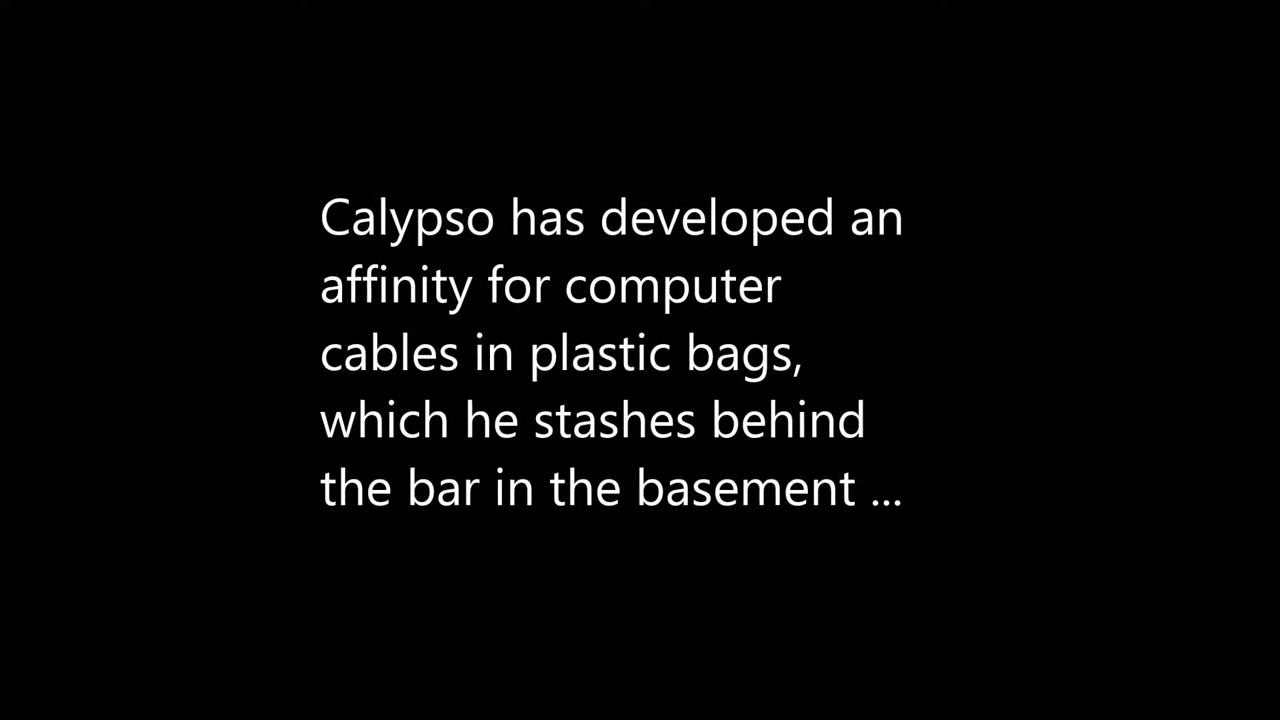 Calypso has developed an
affinity for computer
cables in plastic bags,
which he stashes behind
the bar in the basement ...